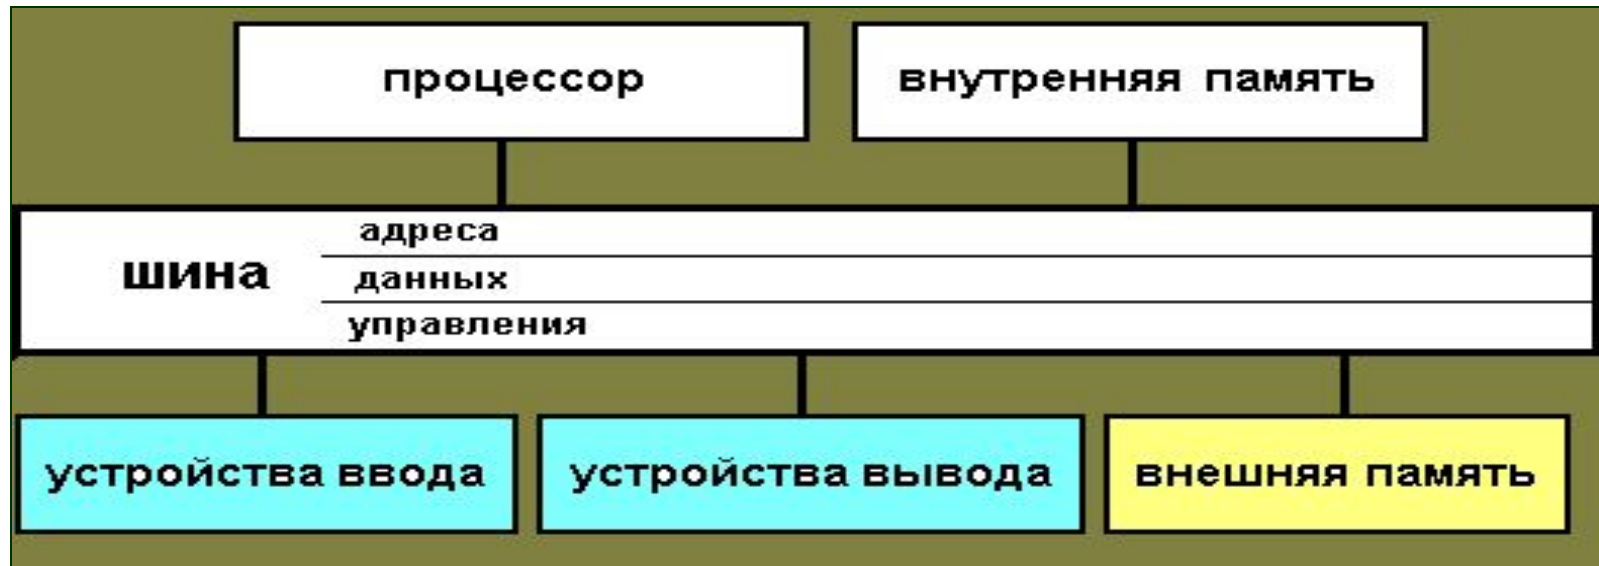 процессор
внутренняя память
адреса
шина
данных
управления
устройства ввода
устройства вывода
внешняя память